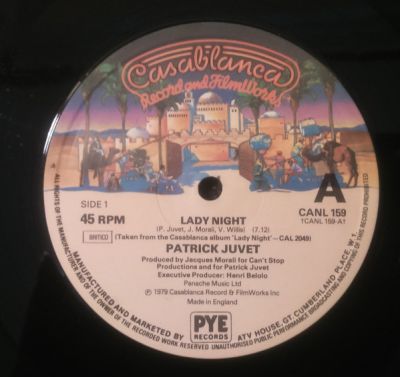 Casablanca
Record and FilmWorks
SIDE 1
45 RPM
A
CANL 159
1CANL 159-A1
LADY NIGHT
(P. Juvet, J. Morali, V. Willis) (7.12)
BRITICO
(Taken from the Casablanca album 'Lady Night'–CAL 2049)
PATRICK JUVET
Produced by Jacques Morali for Can't Stop
Productions and for Patrick Juvet
Executive Producer: Henri Belolo
Panache Music Ltd
℗ 1979 Casablanca Record & FilmWorks Inc
Made in England
PYE
RECORDS
MANUFACTURED AND MARKETED BY
ATV HOUSE, GT. CUMBERLAND PLACE, W.1.
ALL RIGHTS OF THE MANUFACTURER AND OF THE OWNER OF THE RECORDED WORK RESERVED UNAUTHORISED PUBLIC PERFORMANCE BROADCASTING AND COPYING OF THIS RECORD PROHIBITED